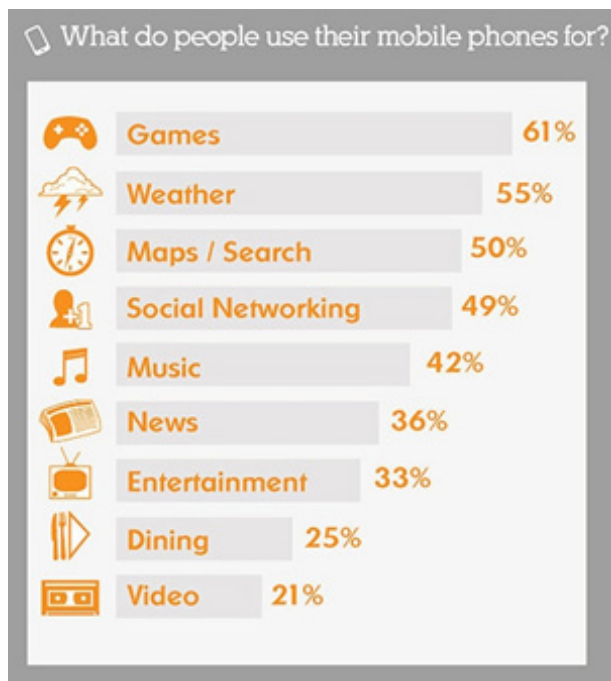 What do people use their mobile phones for?
Games 61%
Weather 55%
Maps / Search 50%
+1 Social Networking 49%
Music 42%
News 36%
Entertainment 33%
Dining 25%
Video 21%